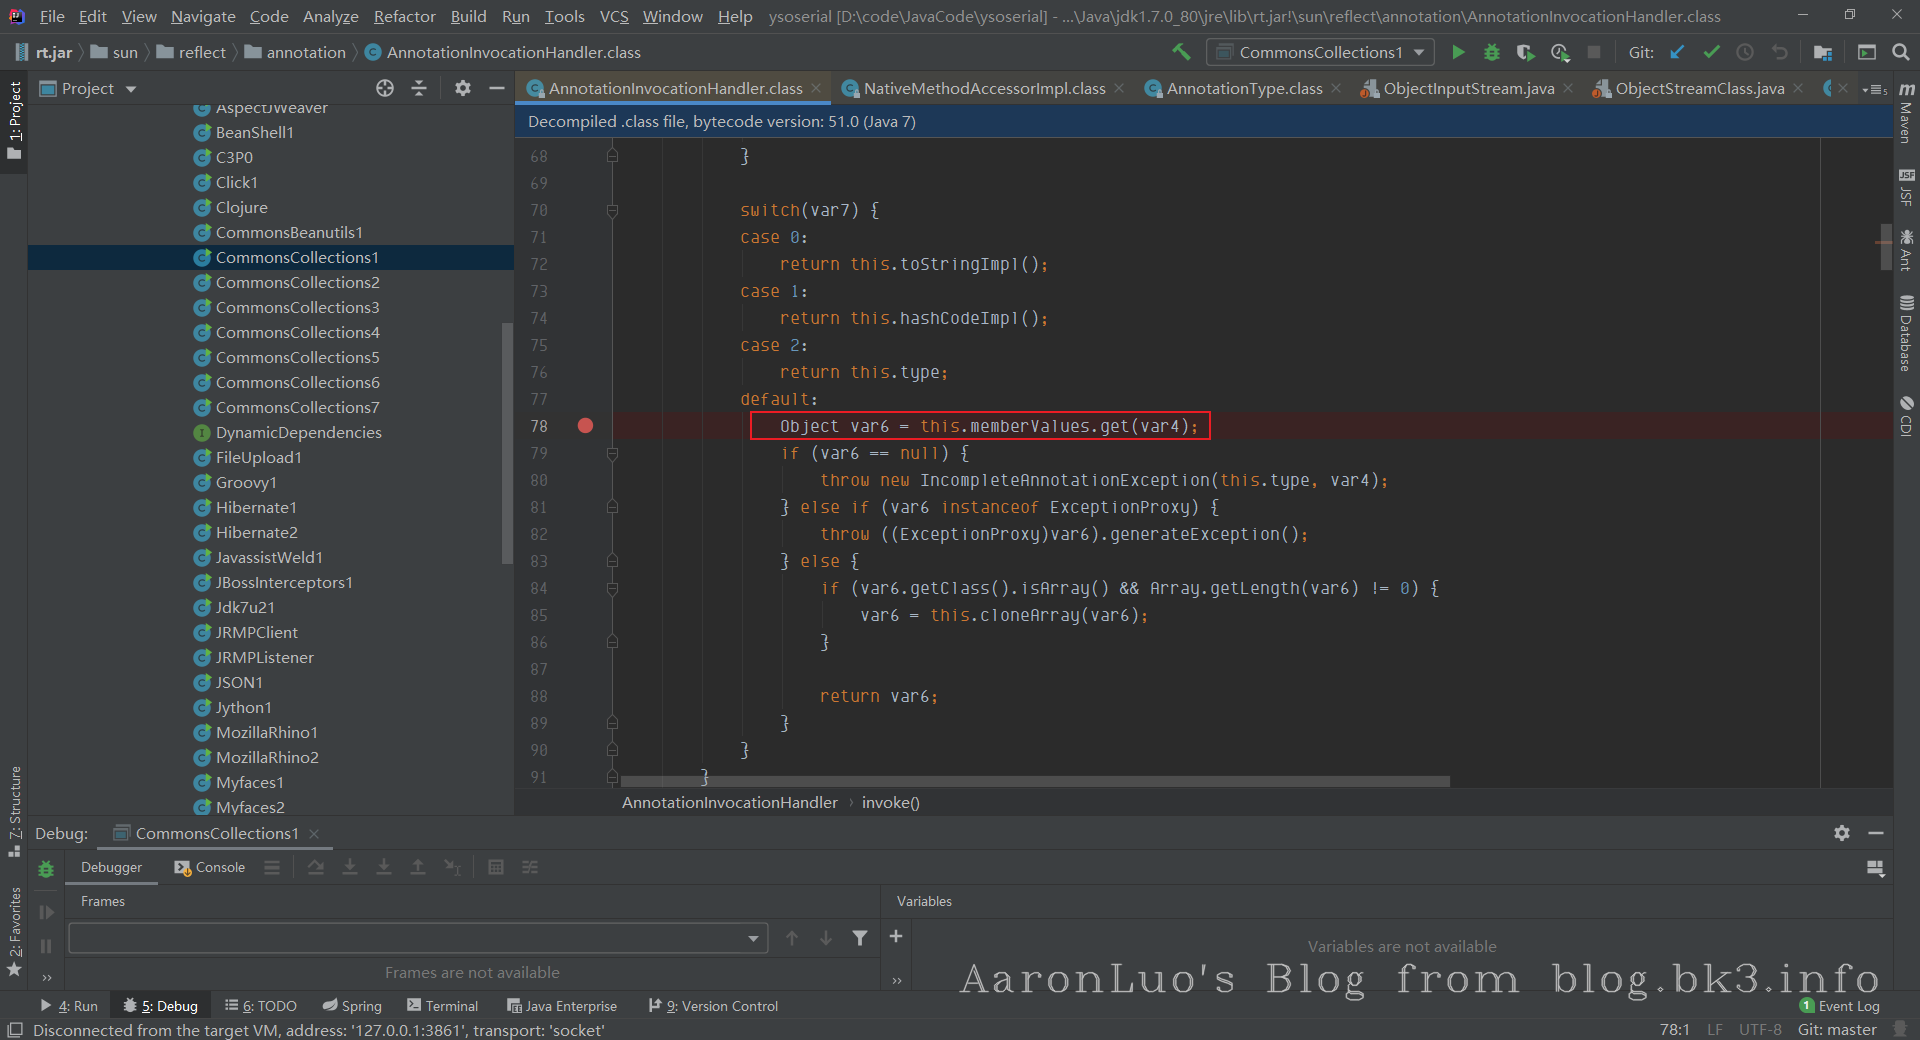 File Edit View Navigate Code Analyze Refactor Build Run Tools VCS Window Help ysoserial [D:\code\JavaCode\ysoserial] - ...\Java\jdk1.7.0_80\jre\lib\rt.jar!\sun\reflect\annotation\AnnotationInvocationHandler.class
rt.jar sun reflect annotation AnnotationInvocationHandler.class CommonsCollections1 Git:
1: Project
Project
AnnotationInvocationHandler.class NativeMethodAccessorImpl.class AnnotationType.class ObjectInputStream.java ObjectStreamClass.java 5
Decompiled .class file, bytecode version: 51.0 (Java 7)
AspectJWeaver
BeanShell1
C3P0
Click1
Clojure
CommonsBeanutils1
CommonsCollections1
CommonsCollections2
CommonsCollections3
CommonsCollections4
CommonsCollections5
CommonsCollections6
CommonsCollections7
DynamicDependencies
FileUpload1
Groovy1
Hibernate1
Hibernate2
JavassistWeld1
JBossInterceptors1
Jdk7u21
JRMPClient
JRMPListener
JSON1
Jython1
MozillaRhino1
MozillaRhino2
Myfaces1
Myfaces2
68 }
69
70 switch(var7) {
71 case 0:
72 return this.toStringImpl();
73 case 1:
74 return this.hashCodeImpl();
75 case 2:
76 return this.type;
77 default:
78 Object var6 = this.memberValues.get(var4);
79 if (var6 == null) {
80 throw new IncompleteAnnotationException(this.type, var4);
81 } else if (var6 instanceof ExceptionProxy) {
82 throw ((ExceptionProxy)var6).generateException();
83 } else {
84 if (var6.getClass().isArray() && Array.getLength(var6) != 0) {
85 var6 = this.cloneArray(var6);
86 }
87
88 return var6;
89 }
90 }
91 }
AnnotationInvocationHandler › invoke()
Maven
JSF
Ant
Database
CDI
7: Structure
2: Favorites
Debug: CommonsCollections1
Debugger Console
Frames Variables
Frames are not available
Variables are not available
AaronLuo's Blog from blog.bk3.info
4: Run 5: Debug 6: TODO Spring Terminal Java Enterprise 9: Version Control 1 Event Log
Disconnected from the target VM, address: '127.0.0.1:3861', transport: 'socket' 78:1 LF UTF-8 Git: master